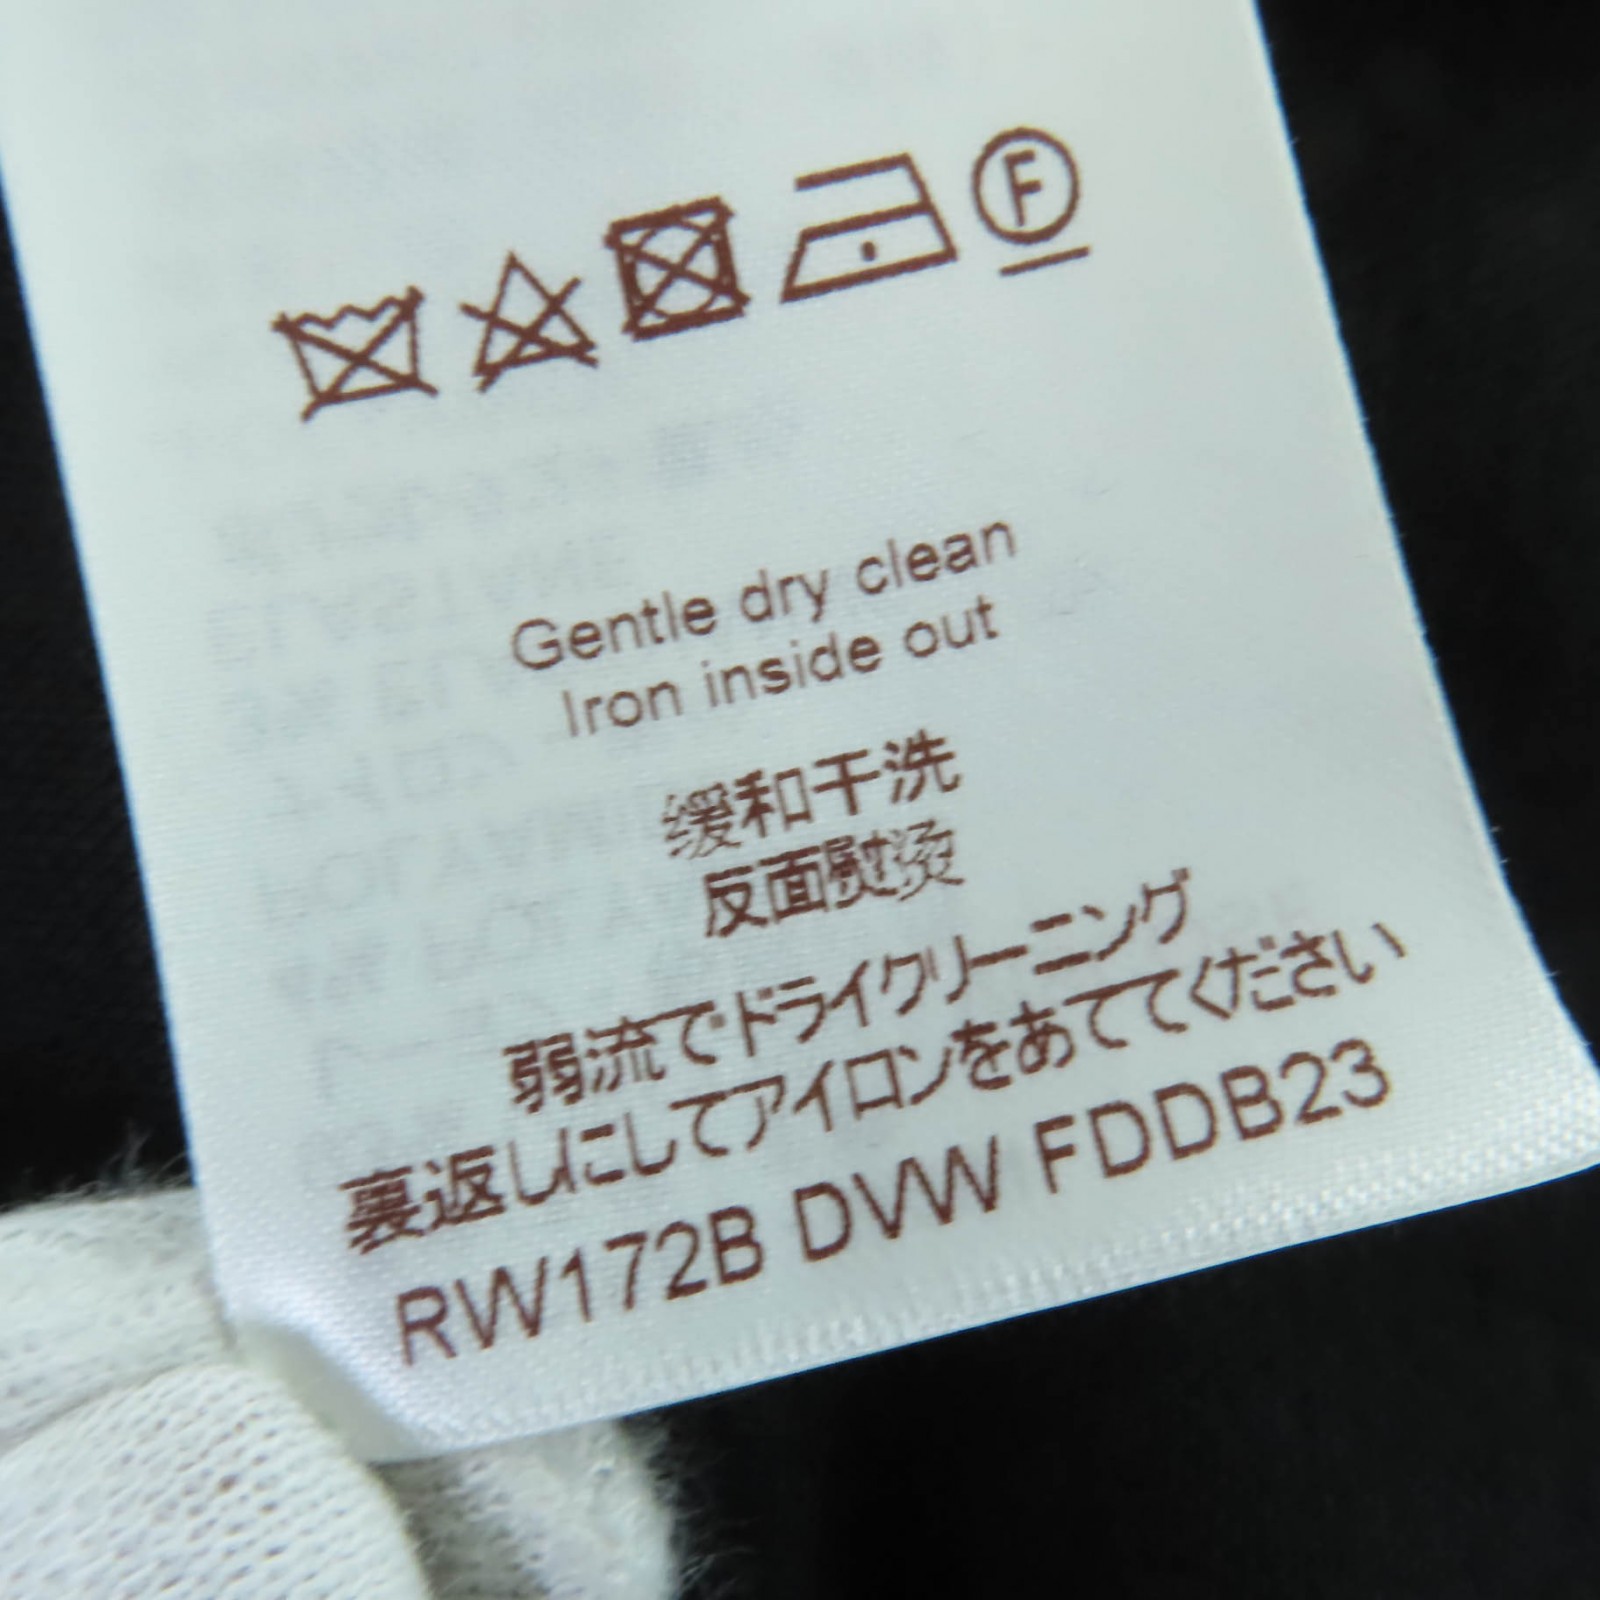 F
Gentle dry clean
Iron inside out
缓和干洗
反面熨烫
弱流でドライクリーニング
裏返しにしてアイロンをあててください
RW172B DVW FDDB23